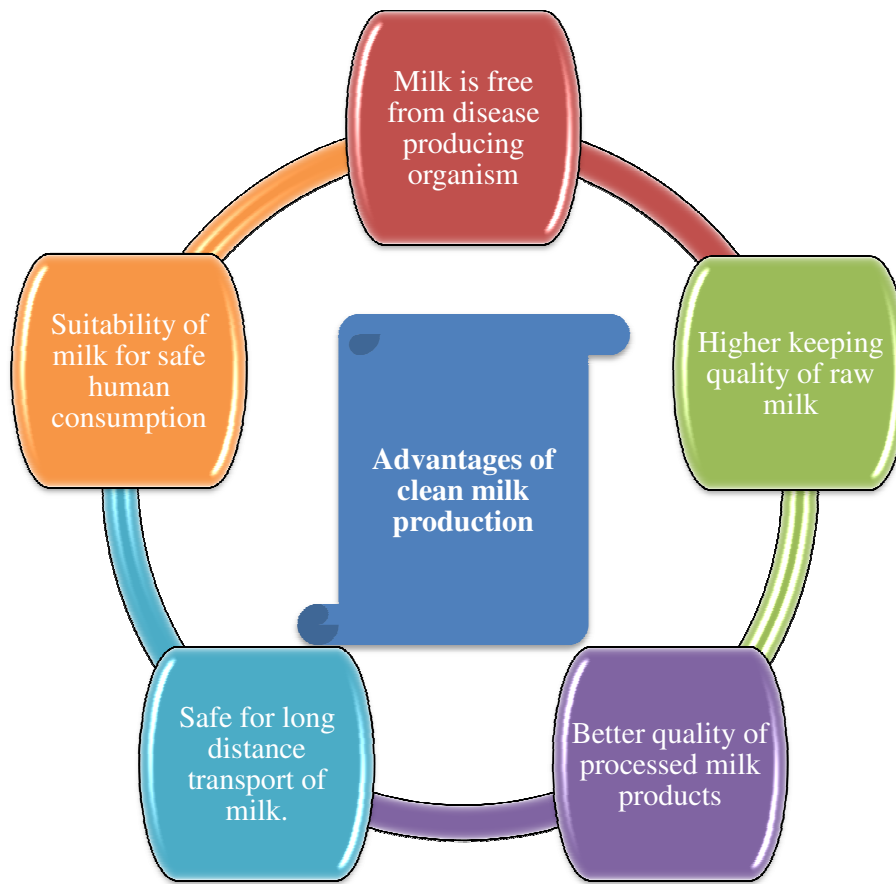 Milk is free
from disease
producing
organism
Higher keeping
quality of raw
milk
Better quality of
processed milk
products
Safe for long
distance
transport of
milk.
Suitability of
milk for safe
human
consumption
Advantages of
clean milk
production